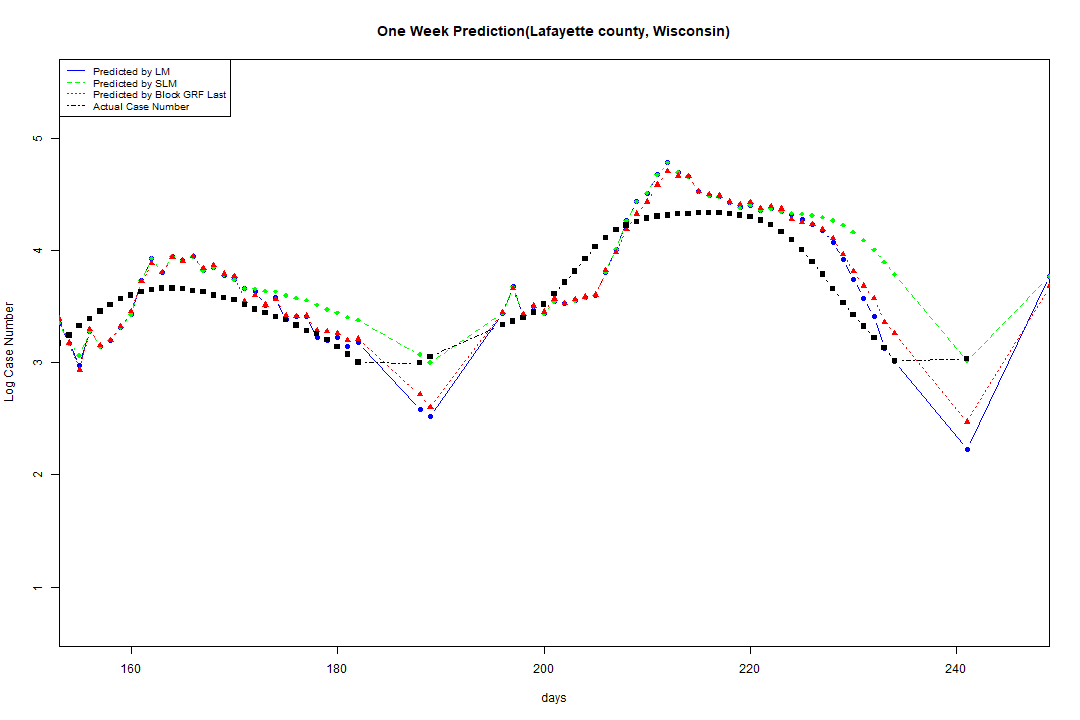 One Week Prediction(Lafayette county, Wisconsin)
Predicted by LM
Predicted by SLM
Predicted by Block GRF Last
Actual Case Number
5
4
3
2
1
Log Case Number
160
180
200
220
240
days